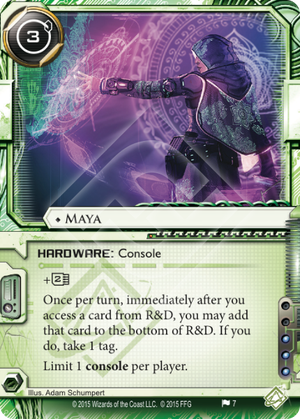 3
Maya
HARDWARE: Console
+2
Once per turn, immediately after you
access a card from R&D, you may add
that card to the bottom of R&D. If you
do, take 1 tag.
Limit 1 console per player.
Illus. Adam Schumpert
© 2015 Wizards of the Coast LLC. © 2015 FFG
7